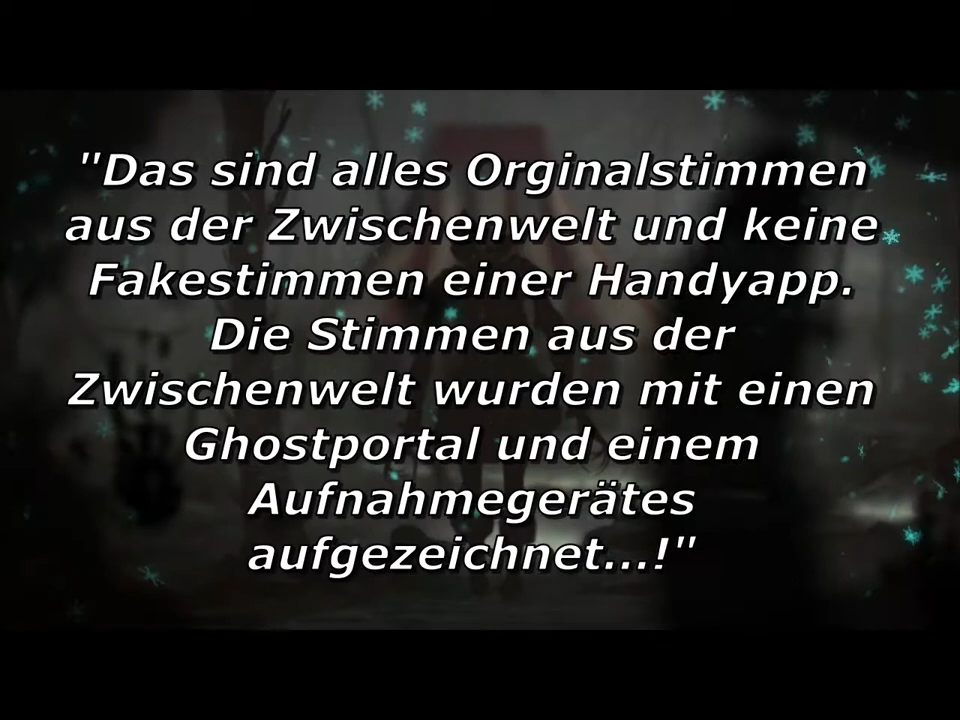 "Das sind alles Orginalstimmen
aus der Zwischenwelt und keine
Fakestimmen einer Handyapp.
Die Stimmen aus der
Zwischenwelt wurden mit einen
Ghostportal und einem
Aufnahmegerätes
aufgezeichnet...!"